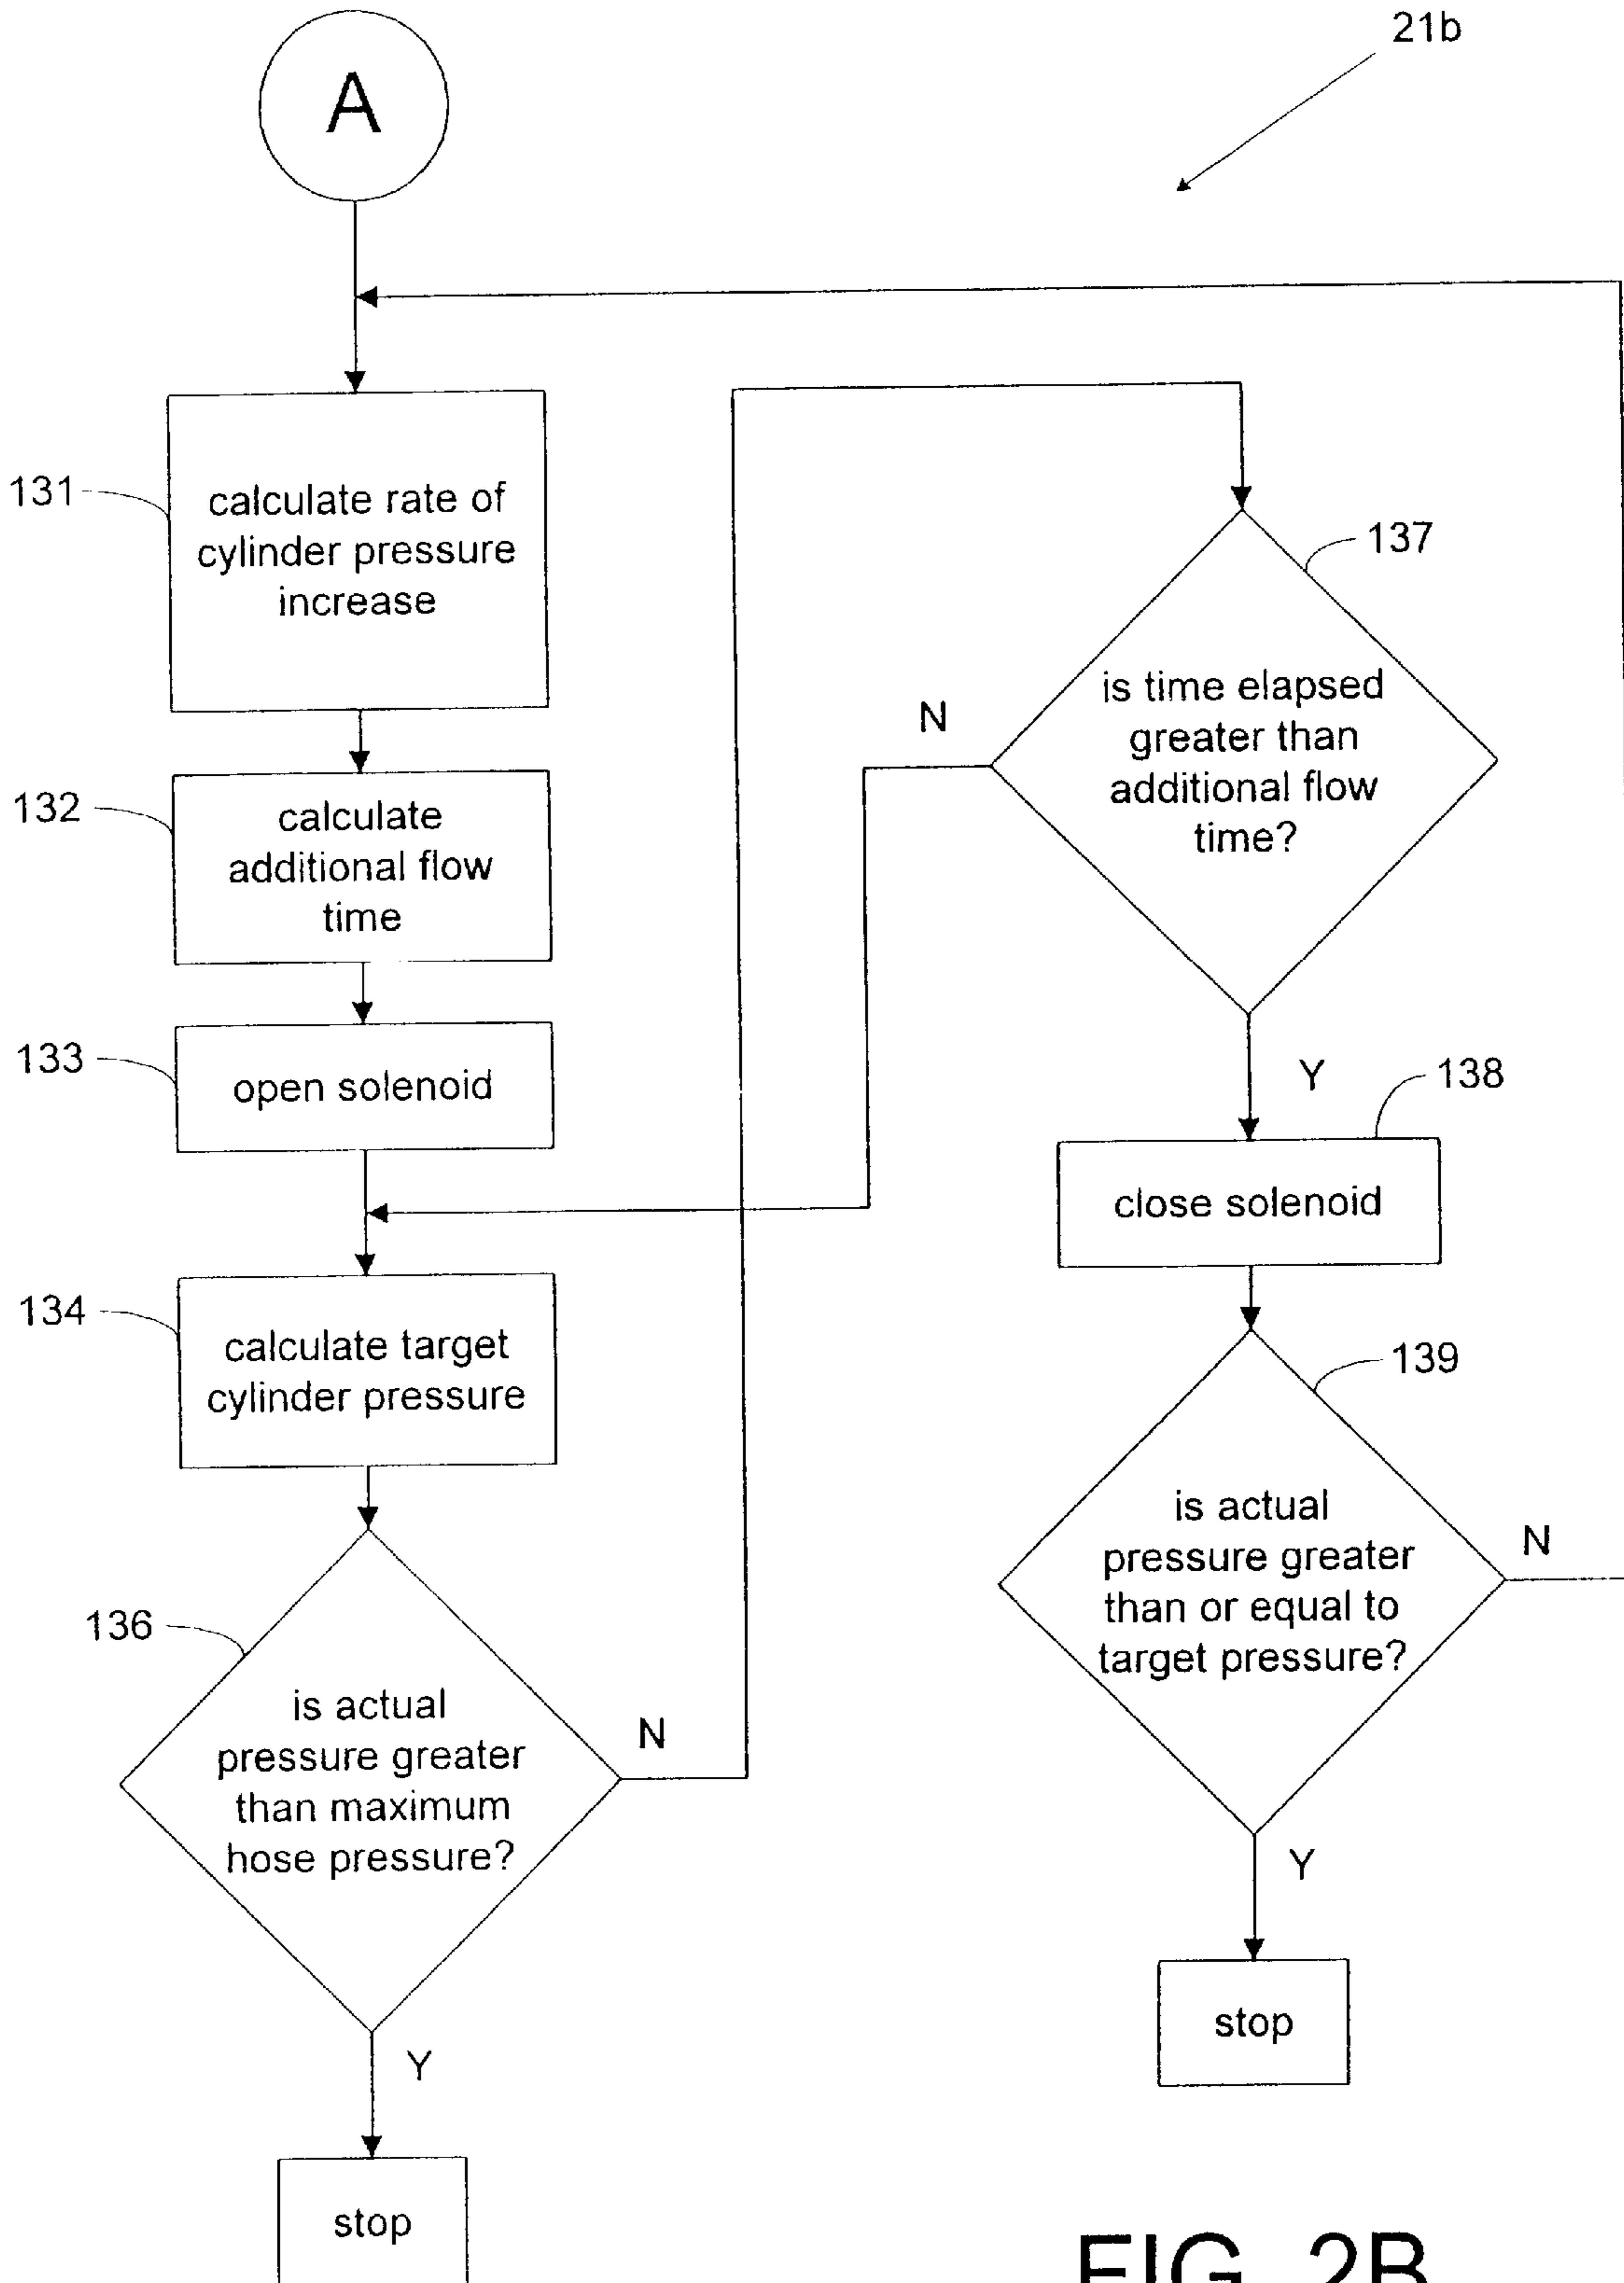 21b
A
131
calculate rate of
cylinder pressure
increase
132
calculate
additional flow
time
133
open solenoid
134
calculate target
cylinder pressure
136
is actual
pressure greater
than maximum
hose pressure?
N
Y
stop
137
is time elapsed
greater than
additional flow
time?
N
Y
138
close solenoid
139
is actual
pressure greater
than or equal to
target pressure?
N
Y
stop
FIG. 2B